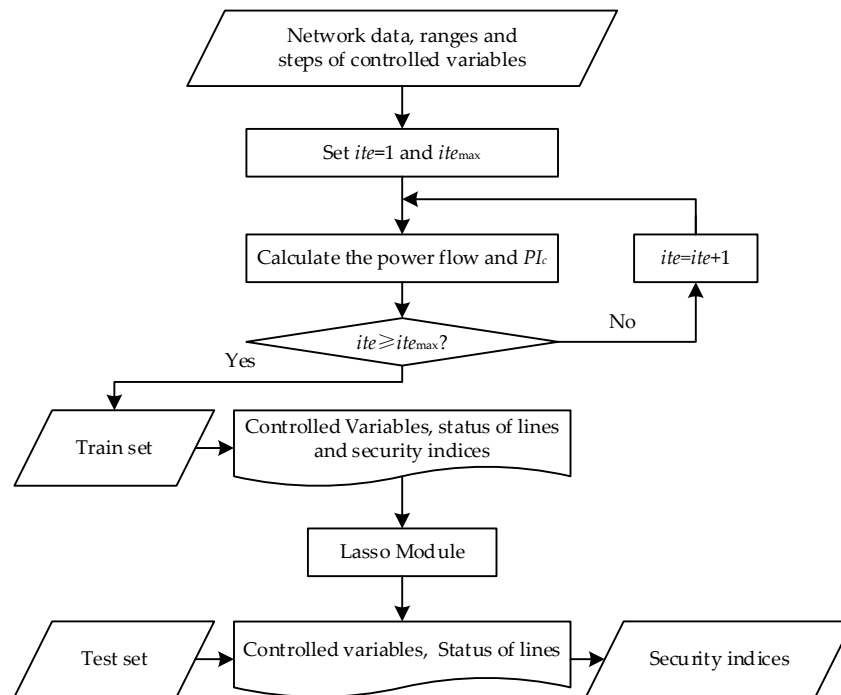 Network data, ranges and
steps of controlled variables
Set ite=1 and itemax
Calculate the power flow and PIc
ite=ite+1
ite≥itemax?
No
Yes
Train set
Controlled Variables, status of lines
and security indices
Lasso Module
Test set
Controlled variables, Status of lines
Security indices